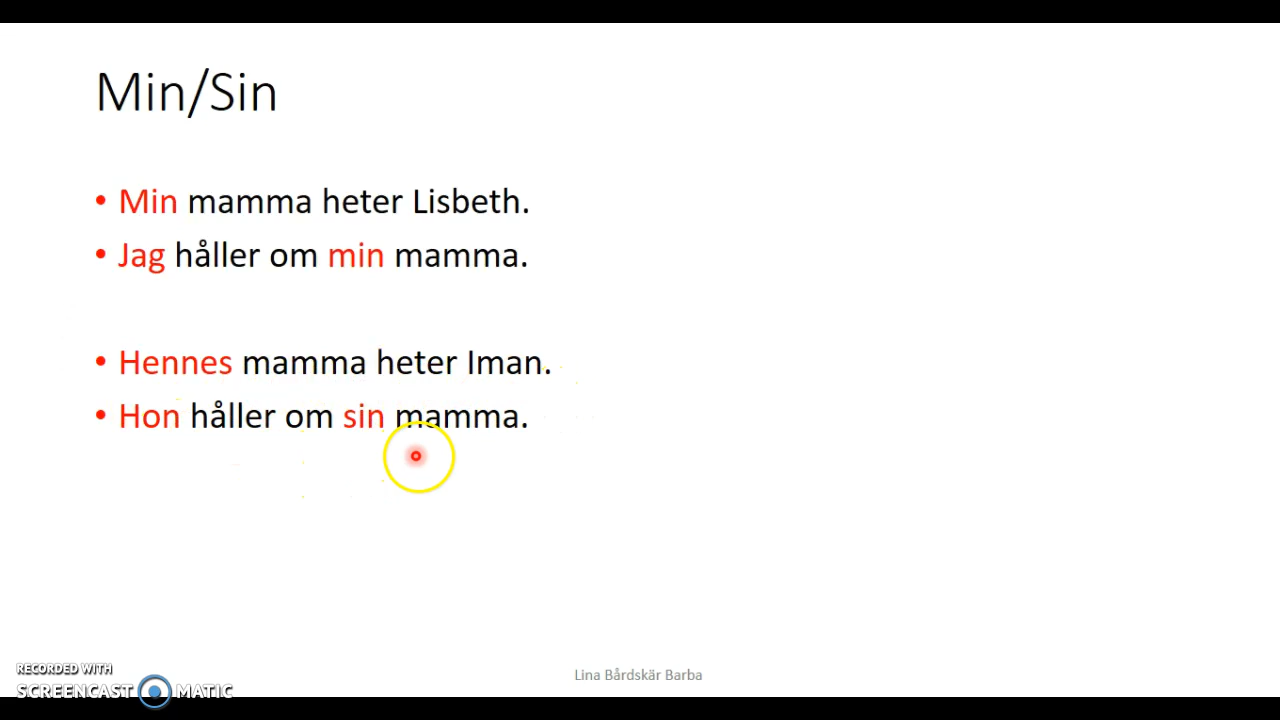 Min/Sin
• Min mamma heter Lisbeth.
• Jag håller om min mamma.
• Hennes mamma heter Iman.
• Hon håller om sin mamma.
Lina Bårdskär Barba
RECORDED WITH
SCREENCAST MATIC